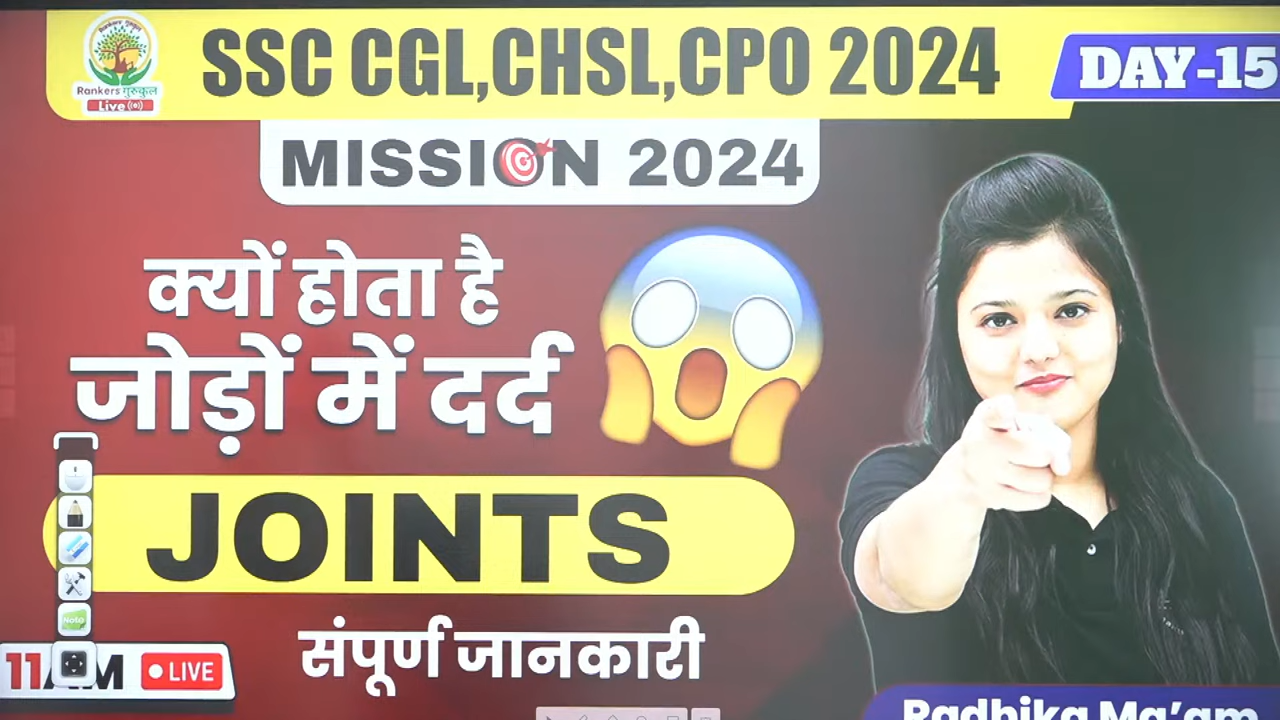 SSC CGL,CHSL,CPO 2024
DAY-15
Rankers गुरुकुल
Live
MISSION 2024
क्यों होता है
जोड़ों में दर्द
JOINTS
संपूर्ण जानकारी
Note
11AM
LIVE
Radhika Ma'am